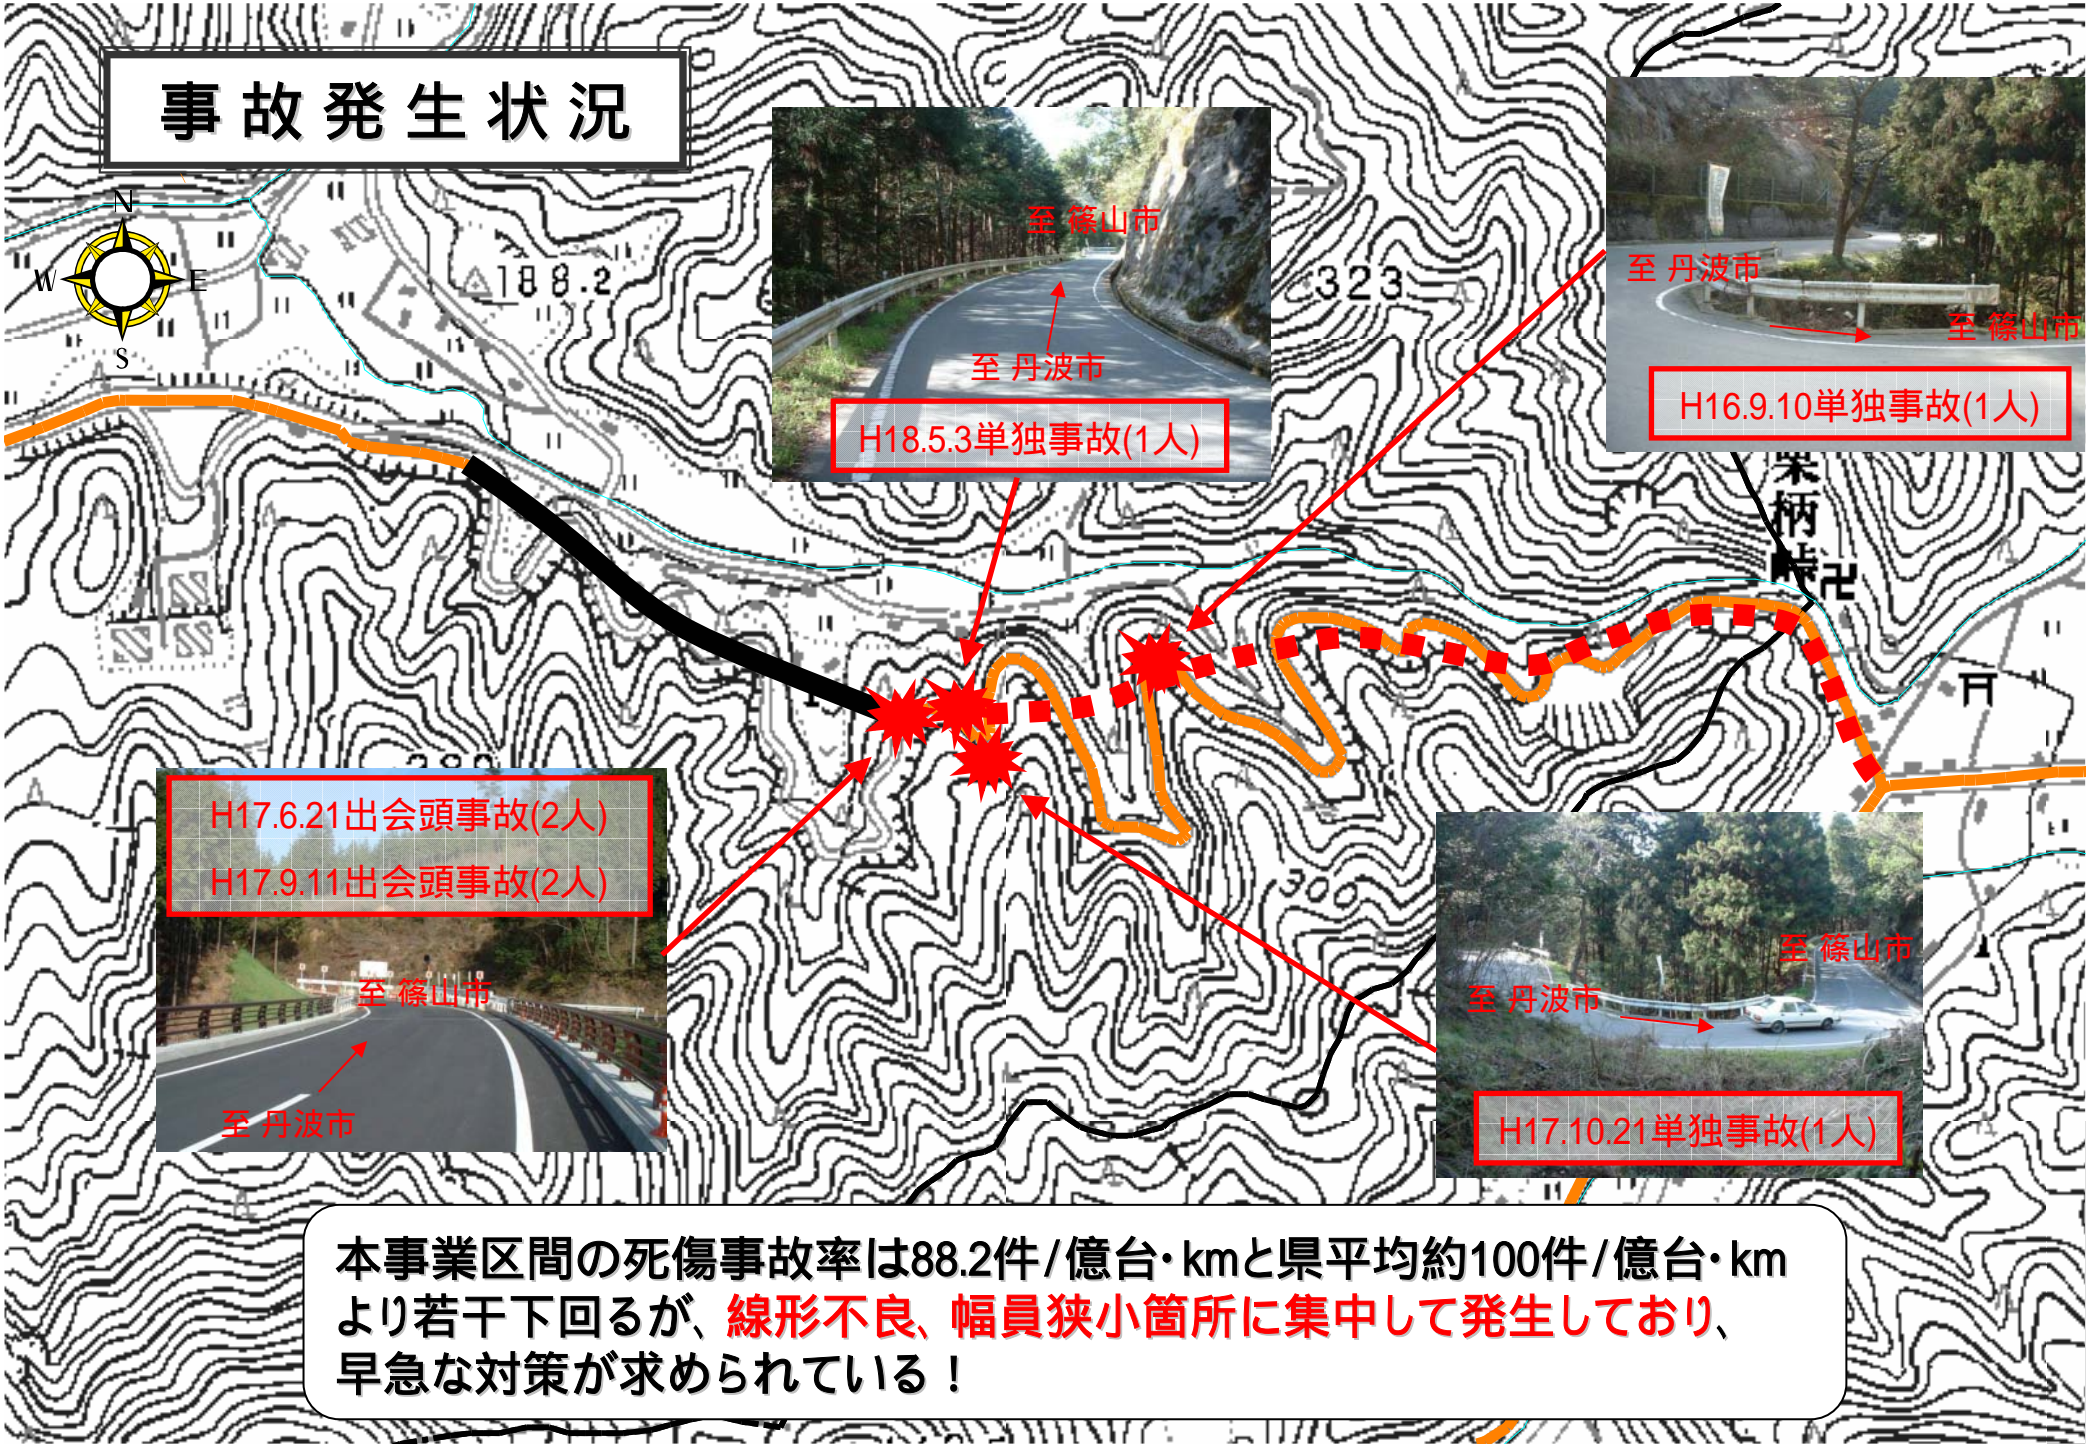 事故発生状況
N
W
E
S
188.2
323
至 篠山市
至 丹波市
H18.5.3単独事故(1人)
至 丹波市
至 篠山市
H16.9.10単独事故(1人)
栗柄峠
H17.6.21出会頭事故(2人)
H17.9.11出会頭事故(2人)
至 篠山市
至 丹波市
至 篠山市
至 丹波市
H17.10.21単独事故(1人)
本事業区間の死傷事故率は88.2件/億台・kmと県平均約100件/億台・km
より若干下回るが、線形不良、幅員狭小箇所に集中して発生しており、
早急な対策が求められている！